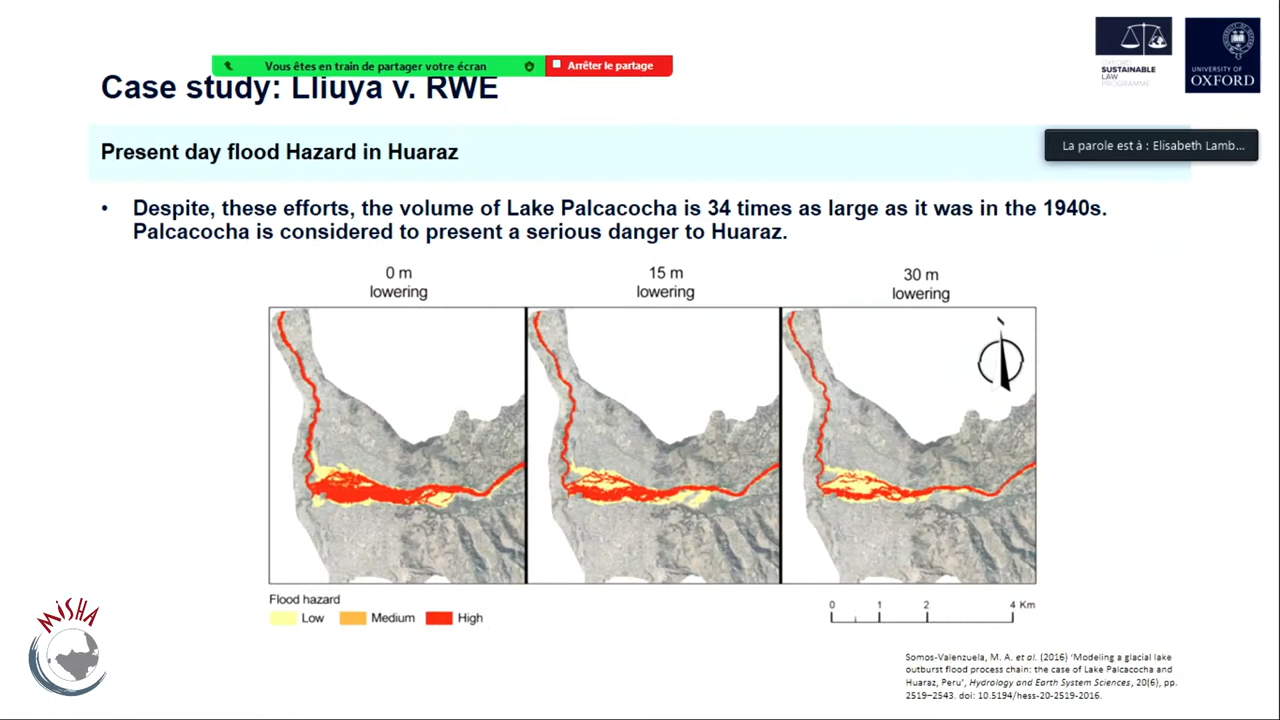 Vous êtes en train de partager votre écran
Arrêter le partage
Case study: Lliuya v. RWE
OXFORD
SUSTAINABLE
LAW
PROGRAMME
UNIVERSITY OF
OXFORD
Present day flood Hazard in Huaraz
La parole est à : Elisabeth Lamb...
• Despite, these efforts, the volume of Lake Palcacocha is 34 times as large as it was in the 1940s.
Palcacocha is considered to present a serious danger to Huaraz.
0 m
lowering
15 m
lowering
30 m
lowering
Flood hazard
Low
Medium
High
0 1 2 4 Km
MiSHA
Somos-Valenzuela, M. A. et al. (2016) ‘Modeling a glacial lake
outburst flood process chain: the case of Lake Palcacocha and
Huaraz, Peru’, Hydrology and Earth System Sciences, 20(6), pp.
2519–2543. doi: 10.5194/hess-20-2519-2016.